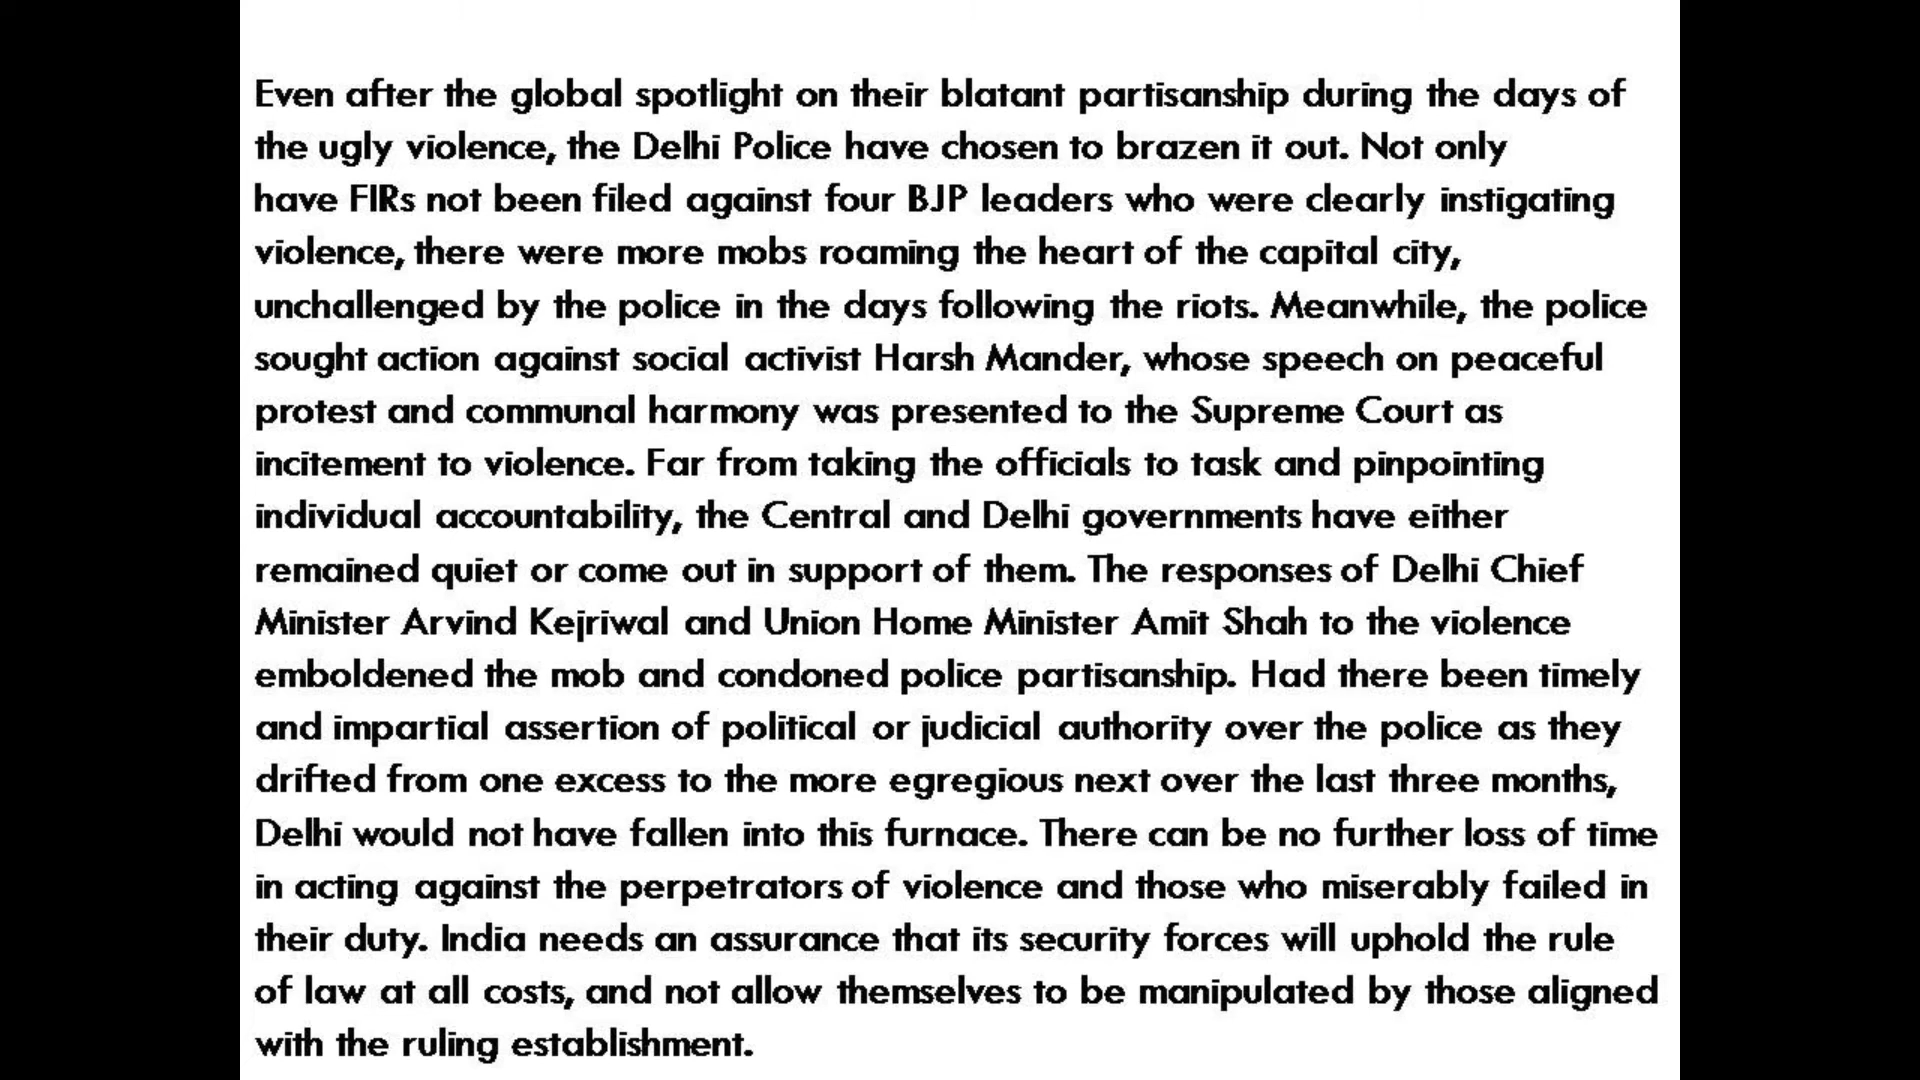 Even after the global spotlight on their blatant partisanship during the days of
the ugly violence, the Delhi Police have chosen to brazen it out. Not only
have FIRs not been filed against four BJP leaders who were clearly instigating
violence, there were more mobs roaming the heart of the capital city,
unchallenged by the police in the days following the riots. Meanwhile, the police
sought action against social activist Harsh Mander, whose speech on peaceful
protest and communal harmony was presented to the Supreme Court as
incitement to violence. Far from taking the officials to task and pinpointing
individual accountability, the Central and Delhi governments have either
remained quiet or come out in support of them. The responses of Delhi Chief
Minister Arvind Kejriwal and Union Home Minister Amit Shah to the violence
emboldened the mob and condoned police partisanship. Had there been timely
and impartial assertion of political or judicial authority over the police as they
drifted from one excess to the more egregious next over the last three months,
Delhi would not have fallen into this furnace. There can be no further loss of time
in acting against the perpetrators of violence and those who miserably failed in
their duty. India needs an assurance that its security forces will uphold the rule
of law at all costs, and not allow themselves to be manipulated by those aligned
with the ruling establishment.